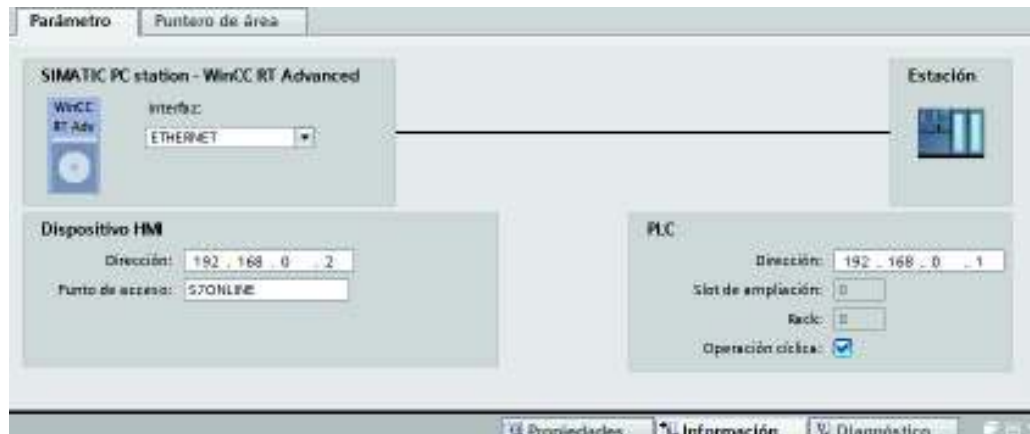 Parámetro
Puntero de área
SIMATIC PC station - WinCC RT Advanced
WinCC
RT Adv
Interfaz:
ETHERNET
Estación
Dispositivo HMI
Dirección: 192 . 168 . 0 . 2
Punto de acceso: S7ONLINE
PLC
Dirección: 192 . 168 . 0 . 1
Slot de ampliación: 0
Rack: 0
Operación cíclica:
Propiedades
Información
Diagnóstico